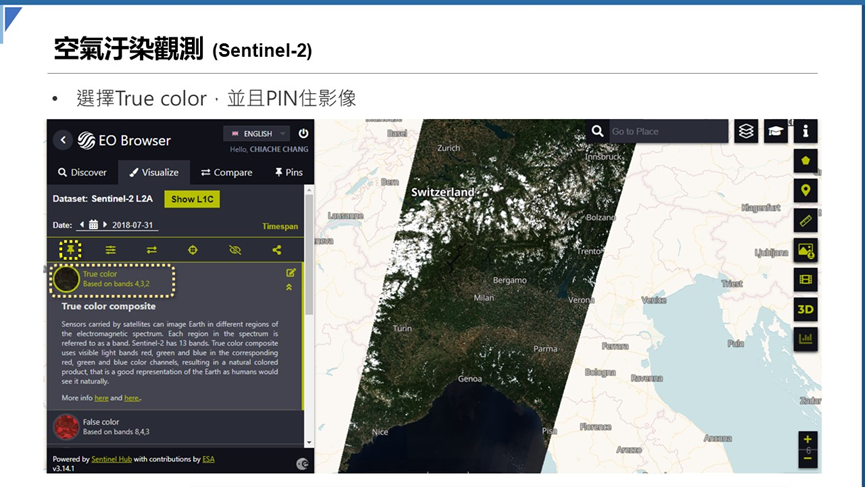 空氣汙染觀測 (Sentinel-2)
• 選擇True color，並且PIN住影像
EO Browser
ENGLISH
Hello, CHIACHE CHANG
Discover
Visualize
Compare
Pins
Dataset: Sentinel-2 L2A
Show L1C
Date:
2018-07-31
Timespan
True color
Based on bands 4,3,2
True color composite
Sensors carried by satellites can image Earth in different regions of
the electromagnetic spectrum. Each region in the spectrum is
referred to as a band. Sentinel-2 has 13 bands. True color composite
uses visible light bands red, green and blue in the corresponding
red, green and blue color channels, resulting in a natural colored
product, that is a good representation of the Earth as humans would
see it naturally.
More info here and here.
False color
Based on bands 8,4,3
Powered by Sentinel Hub with contributions by ESA
v3.14.1
Go to Place
3D
6
Basel
Zurich
Innsbruck
Bern
Switzerland
Lausanne
Bolzano
Klagenfurt
Trento
Ljubljana
Bergamo
Milan
Verona
Venice
Triest
Turin
Pula
Parma
Ferrara
Bologna
Ravenna
Genoa
Zadar
Nice
Pisa
Florence
Arezzo
Ancona